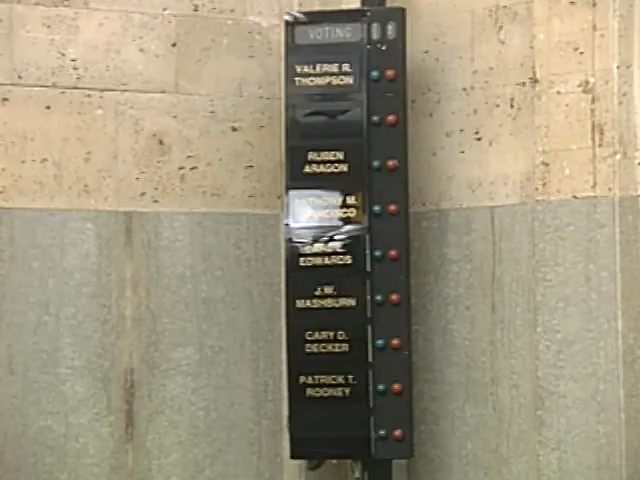 VOTING
VALERIE R.
THOMPSON
RUBEN
ARAGON
M.
EDWARDS
J.W.
MASHBURN
GARY D.
DECKER
PATRICK T.
ROONEY